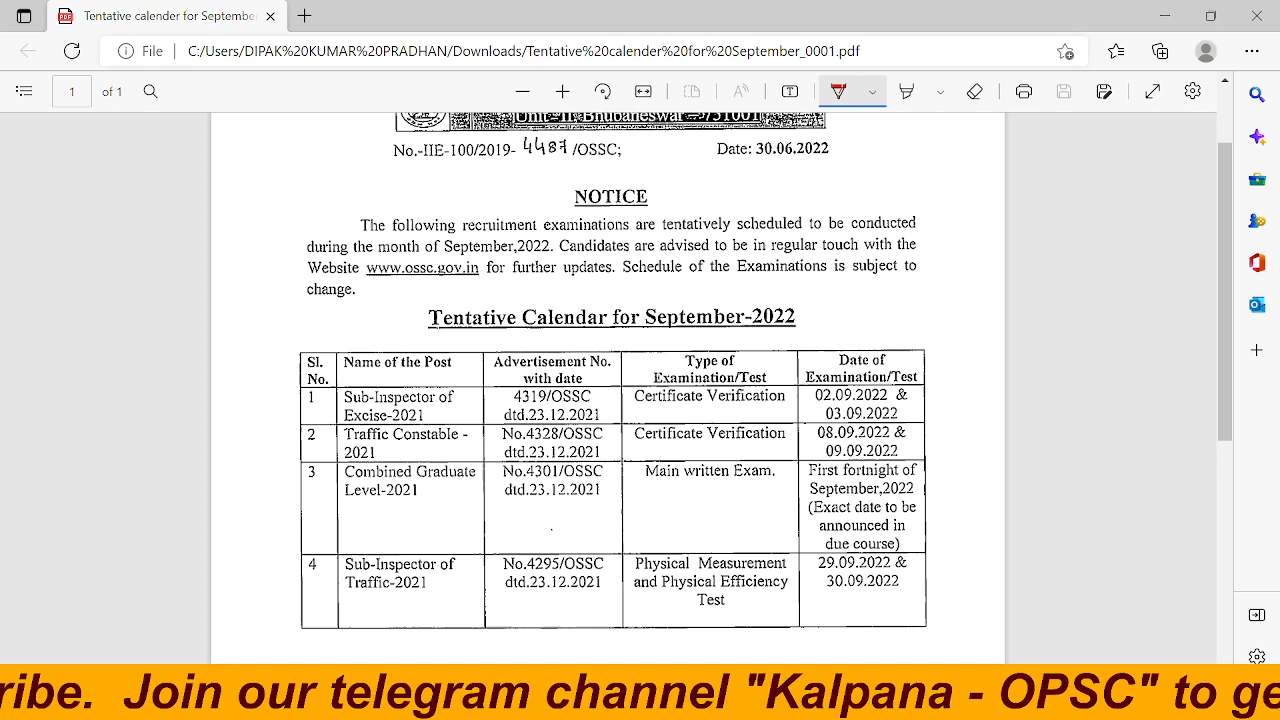 Tentative calender for September
File
C:/Users/DIPAK%20KUMAR%20PRADHAN/Downloads/Tentative%20calender%20for%20September_0001.pdf
1 of 1
Unit-II, Bhubaneswar-751001
No.-IIE-100/2019- 4487 /OSSC; Date: 30.06.2022
NOTICE
The following recruitment examinations are tentatively scheduled to be conducted
during the month of September,2022. Candidates are advised to be in regular touch with the
Website www.ossc.gov.in for further updates. Schedule of the Examinations is subject to
change.
Tentative Calendar for September-2022
Sl. Name of the Post Advertisement No. Type of Date of
No. with date Examination/Test Examination/Test
1 Sub-Inspector of 4319/OSSC Certificate Verification 02.09.2022 &
Excise-2021 dtd.23.12.2021 03.09.2022
2 Traffic Constable - No.4328/OSSC Certificate Verification 08.09.2022 &
2021 dtd.23.12.2021 09.09.2022
3 Combined Graduate No.4301/OSSC Main written Exam. First fortnight of
Level-2021 dtd.23.12.2021 September,2022
(Exact date to be
announced in
due course)
4 Sub-Inspector of No.4295/OSSC Physical Measurement 29.09.2022 &
Traffic-2021 dtd.23.12.2021 and Physical Efficiency 30.09.2022
Test
ribe. Join our telegram channel "Kalpana - OPSC" to ge